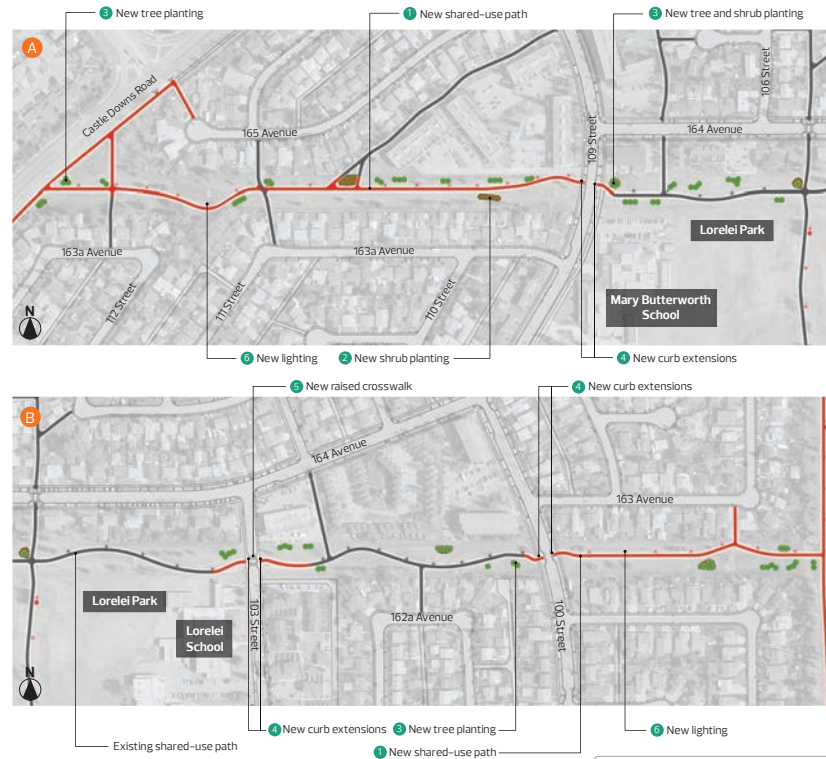 3 New tree planting
1 New shared-use path
3 New tree and shrub planting
A
Castle Downs Road
165 Avenue
109 Street
106 Street
164 Avenue
Lorelei Park
163a Avenue
163a Avenue
112 Street
111 Street
110 Street
Mary Butterworth
School
N
6 New lighting
2 New shrub planting
4 New curb extensions
5 New raised crosswalk
4 New curb extensions
B
164 Avenue
163 Avenue
Lorelei Park
Lorelei
School
103 Street
162a Avenue
100 Street
N
4 New curb extensions
3 New tree planting
6 New lighting
Existing shared-use path
1 New shared-use path